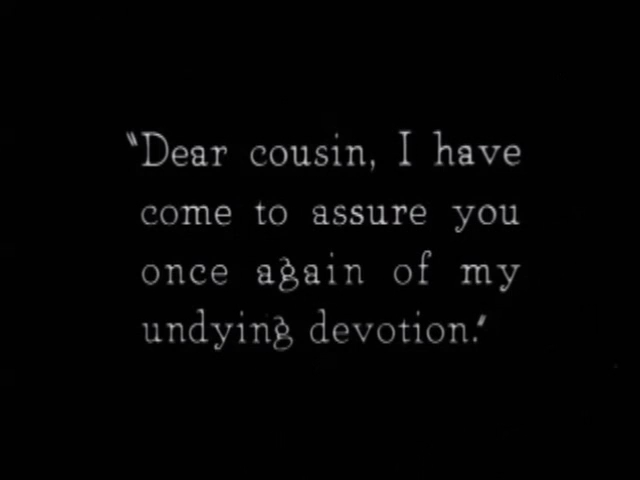 "Dear cousin, I have
come to assure you
once again of my
undying devotion."